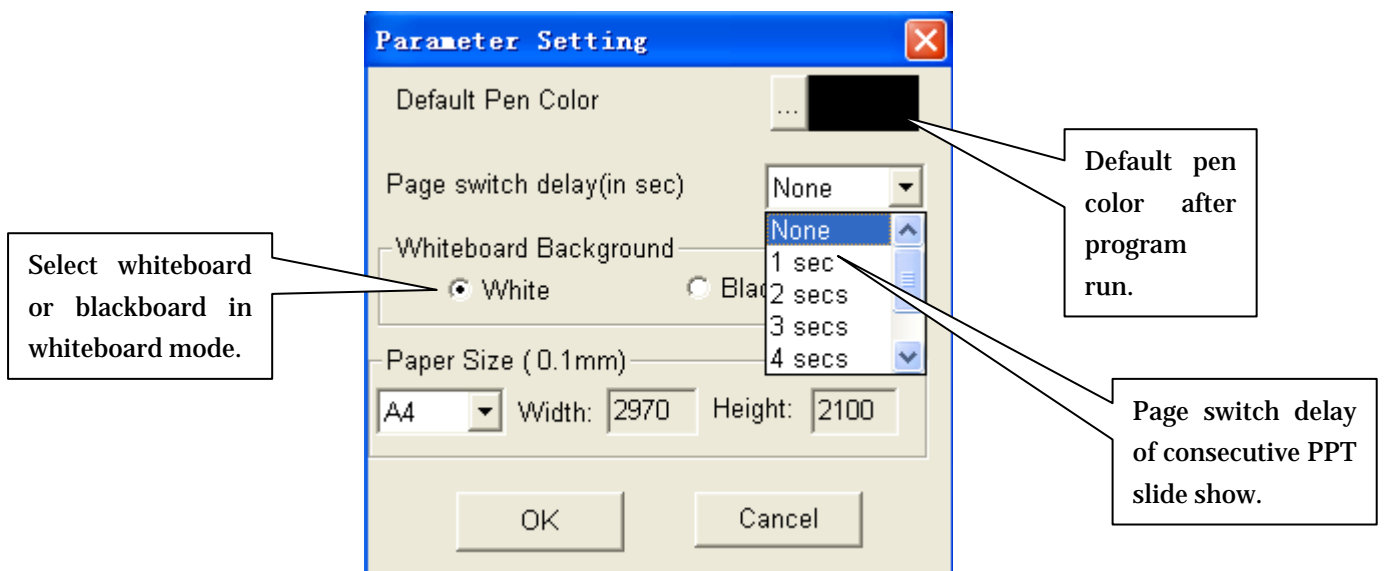 Parameter Setting
Default Pen Color
...
Default pen
color after
program
run.
Page switch delay(in sec)
None
None
1 sec
2 secs
3 secs
4 secs
Whiteboard Background
White
Blac
Select whiteboard
or blackboard in
whiteboard mode.
Paper Size ( 0.1mm)
A4
Width: 2970
Height: 2100
Page switch delay
of consecutive PPT
slide show.
OK
Cancel